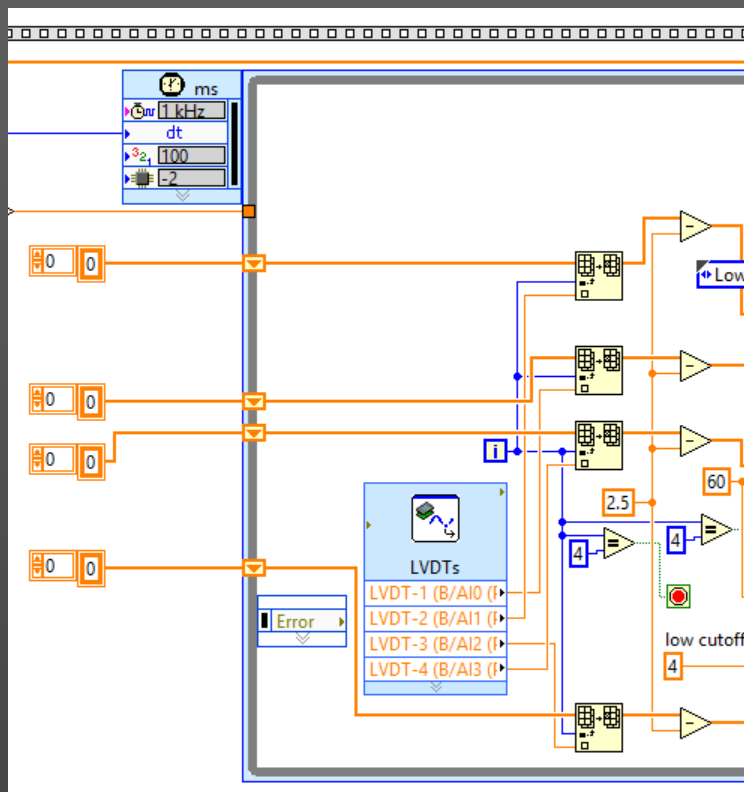 ms
1 kHz
dt
100
-2
0 0
Low
0 0
0 0
i
60
2.5
4
4
LVDTs
0 0
LVDT-1 (B/AI0 (
LVDT-2 (B/AI1 (
Error
LVDT-3 (B/AI2 (
LVDT-4 (B/AI3 (
low cutoff
4